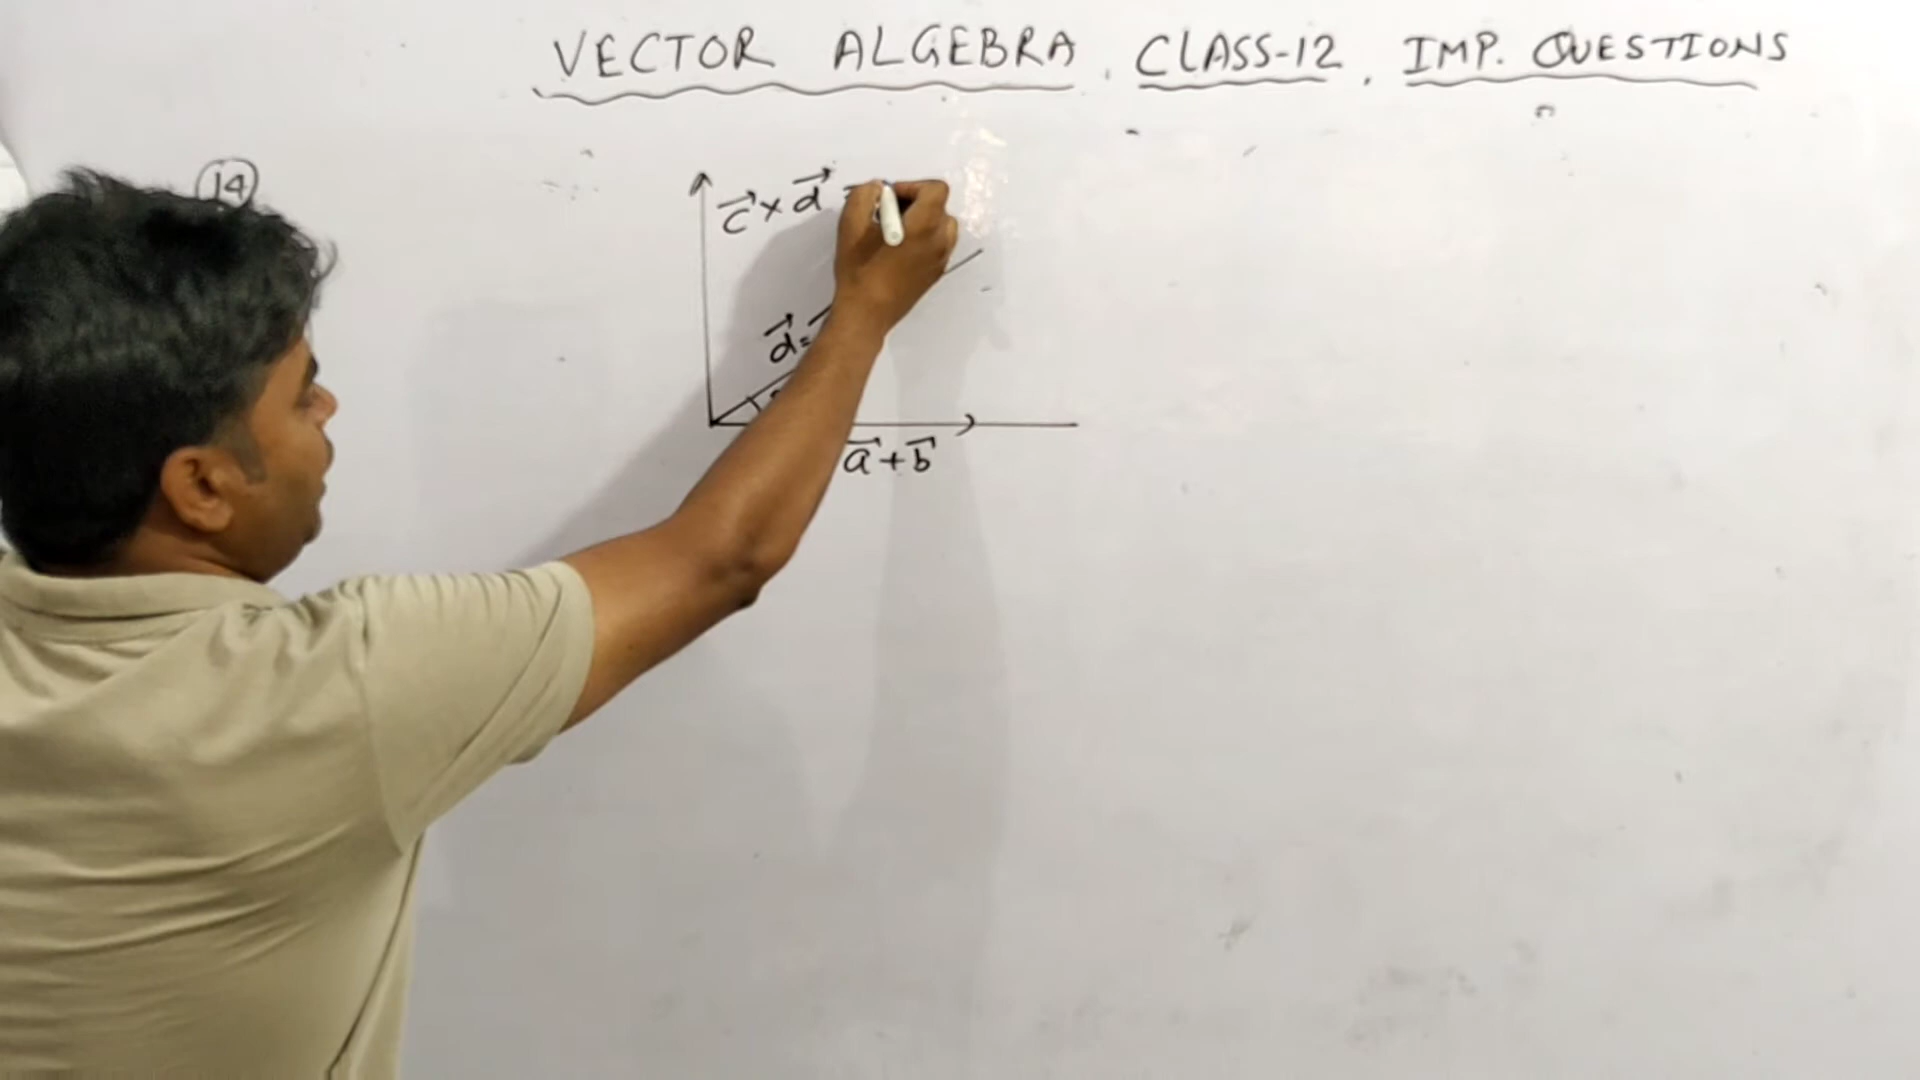 VECTOR ALGEBRA, CLASS-12, IMP. QUESTIONS
14
c⃗ × d⃗ =
d⃗ =
a⃗ + b⃗